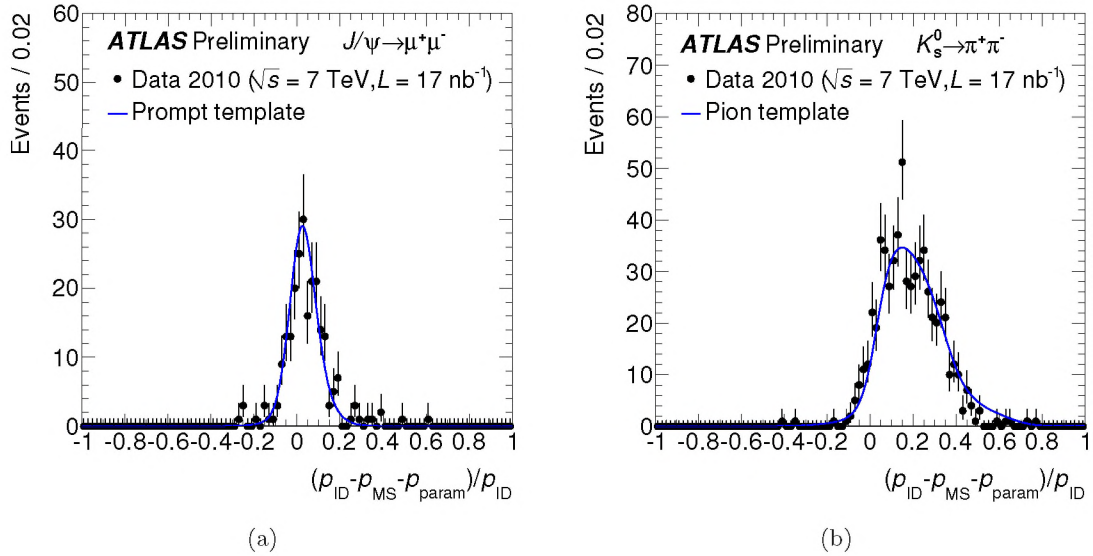 Events / 0.02
60
50
40
30
20
10
0
ATLAS Preliminary J/ψ→μ⁺μ⁻
Data 2010 (√s = 7 TeV, L = 17 nb⁻¹)
Prompt template
-1 -0.8 -0.6 -0.4 -0.2 0 0.2 0.4 0.6 0.8 1
(p_ID-p_MS-p_param)/p_ID
(a)
Events / 0.02
80
70
60
50
40
30
20
10
0
ATLAS Preliminary K⁰ₛ→π⁺π⁻
Data 2010 (√s = 7 TeV, L = 17 nb⁻¹)
Pion template
-1 -0.8 -0.6 -0.4 -0.2 0 0.2 0.4 0.6 0.8 1
(p_ID-p_MS-p_param)/p_ID
(b)